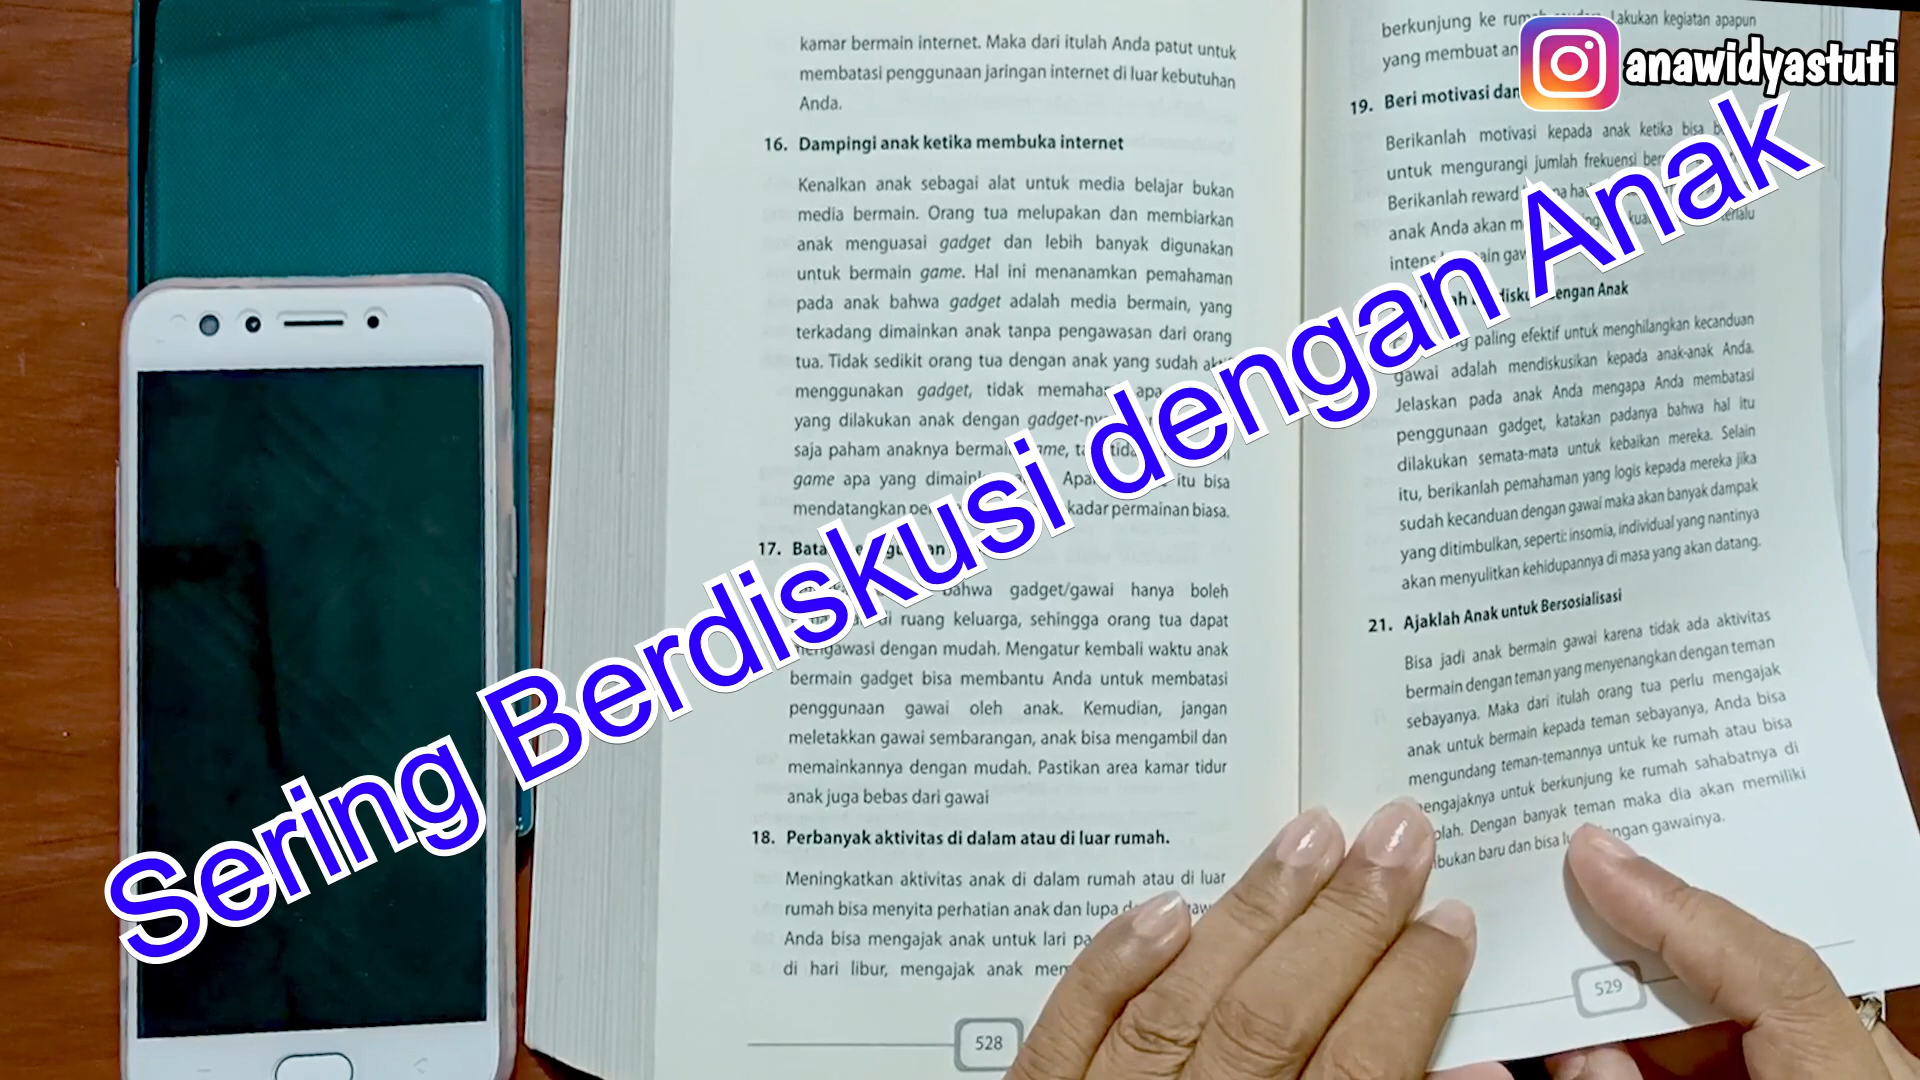 kamar bermain internet. Maka dari itulah Anda patut untuk
membatasi penggunaan jaringan internet di luar kebutuhan
Anda.
16. Dampingi anak ketika membuka internet
Kenalkan anak sebagai alat untuk media belajar bukan
media bermain. Orang tua melupakan dan membiarkan
anak menguasai gadget dan lebih banyak digunakan
untuk bermain game. Hal ini menanamkan pemahaman
pada anak bahwa gadget adalah media bermain, yang
terkadang dimainkan anak tanpa pengawasan dari orang
tua. Tidak sedikit orang tua dengan anak yang sudah
menggunakan gadget, tidak apa
yang dilakukan anak dengan
saja paham anaknya
game apa yang itu bisa
mendatangkan kadar permainan biasa.
17.
bahwa gadget/gawai hanya boleh
ruang keluarga, sehingga orang tua dapat
mengawasi dengan mudah. Mengatur kembali waktu anak
bermain gadget bisa membantu Anda untuk membatasi
penggunaan gawai oleh anak. Kemudian, jangan
meletakkan gawai sembarangan, anak bisa mengambil dan
memainkannya dengan mudah. Pastikan area kamar tidur
anak juga bebas dari gawai
18. Perbanyak aktivitas di dalam atau di luar rumah.
Meningkatkan aktivitas anak di dalam rumah atau di luar
rumah bisa menyita perhatian anak dan lupa
Anda bisa mengajak anak untuk lari
di hari libur, mengajak anak
528
berkunjung ke Lakukan kegiatan apapun
yang membuat
19. Beri motivasi
Berikanlah motivasi kepada anak ketika bisa
untuk mengurangi jumlah frekuensi
Berikanlah reward
anak Anda akan
dengan Anak
paling efektif untuk menghilangkan kecanduan
gawai adalah mendiskusikan kepada anak-anak Anda.
Jelaskan pada anak Anda mengapa Anda membatasi
penggunaan gadget, katakan padanya bahwa hal itu
dilakukan semata-mata untuk kebaikan mereka. Selain
itu, berikanlah pemahaman yang logis kepada mereka jika
sudah kecanduan dengan gawai maka akan banyak dampak
yang ditimbulkan, seperti: insomia, individual yang nantinya
akan menyulitkan kehidupannya di masa yang akan datang.
21. Ajaklah Anak untuk Bersosialisasi
Bisa jadi anak bermain gawai karena tidak ada aktivitas
bermain dengan teman yang menyenangkan dengan teman
sebayanya. Maka dari itulah orang tua perlu mengajak
anak untuk bermain kepada teman sebayanya, Anda bisa
mengundang teman-temannya untuk ke rumah atau bisa
mengajaknya untuk berkunjung ke rumah sahabatnya di
Dengan banyak teman maka dia akan memiliki
baru dan bisa gawainya.
529
anawidyastuti
Sering Berdiskusi dengan Anak